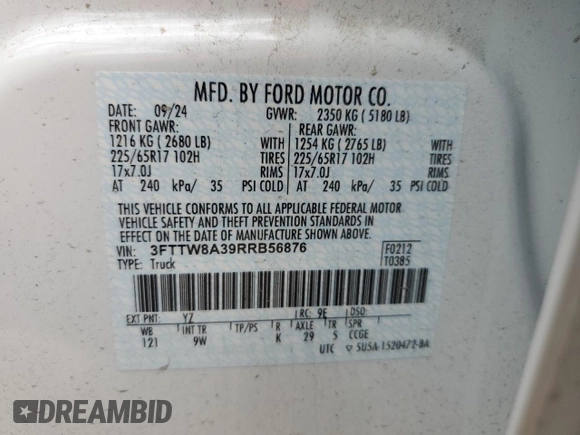 MFD. BY FORD MOTOR CO.
DATE: 09/24 GVWR: 2350 KG ( 5180 LB)
FRONT GAWR: REAR GAWR:
1216 KG ( 2680 LB) WITH 1254 KG ( 2765 LB) WITH
225/65R17 102H TIRES 225/65R17 102H TIRES
17x7.0J RIMS 17x7.0J RIMS
AT 240 kPa/ 35 PSI COLD AT 240 kPa/ 35 PSI COLD
THIS VEHICLE CONFORMS TO ALL APPLICABLE FEDERAL MOTOR
VEHICLE SAFETY AND THEFT PREVENTION STANDARDS IN
EFFECT ON THE DATE OF MANUFACTURE SHOWN ABOVE.
VIN: 3FTTW8A39RRB56876 F0212
TYPE: Truck T0385
EXT PNT: YZ RC: 9E DSO:
WB INT TR TP/PS R AXLE TR SPR
121 9W K 29 5 CCGE
UTC SU5A-1520472-BA
DREAMBID